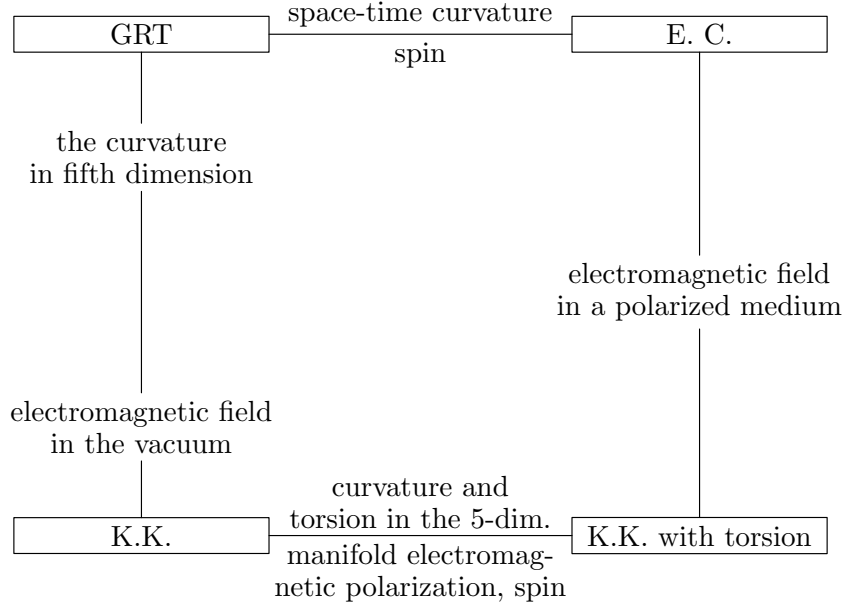 GRT
space-time curvature
spin
E. C.
the curvature
in fifth dimension
electromagnetic field
in a polarized medium
electromagnetic field
in the vacuum
K.K.
curvature and
torsion in the 5-dim.
manifold electromag-
netic polarization, spin
K.K. with torsion